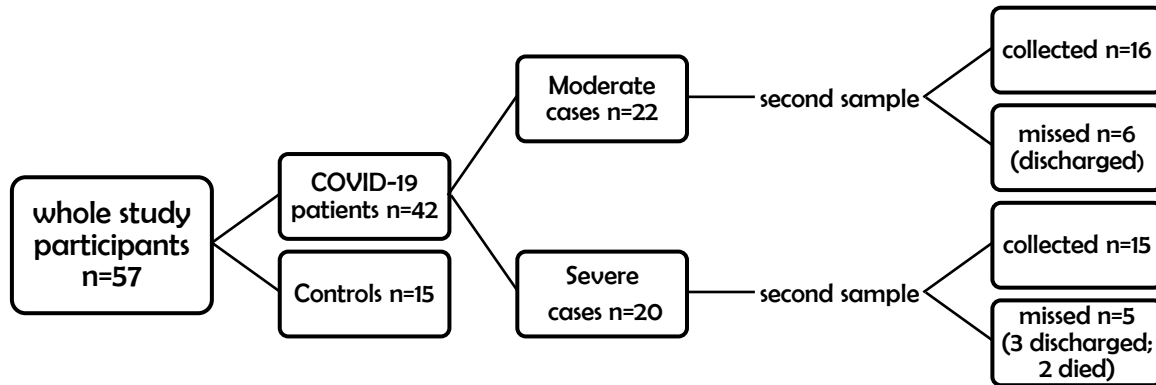 whole study
participants
n=57
COVID-19
patients n=42
Controls n=15
Moderate
cases n=22
second sample
collected n=16
missed n=6
(discharged)
Severe
cases n=20
second sample
collected n=15
missed n=5
(3 discharged;
2 died)